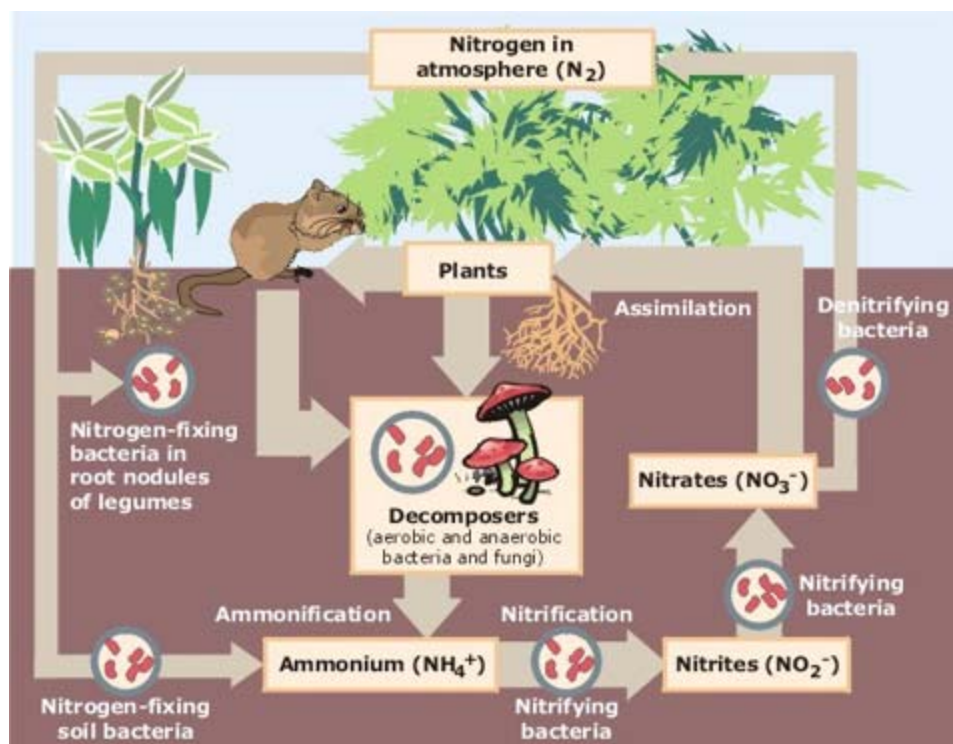 Nitrogen in
atmosphere (N₂)
Plants
Assimilation
Denitrifying
bacteria
Nitrogen-fixing
bacteria in
root nodules
of legumes
Decomposers
(aerobic and anaerobic
bacteria and fungi)
Nitrates (NO₃⁻)
Nitrifying
bacteria
Ammonification
Nitrification
Ammonium (NH₄⁺)
Nitrites (NO₂⁻)
Nitrogen-fixing
soil bacteria
Nitrifying
bacteria